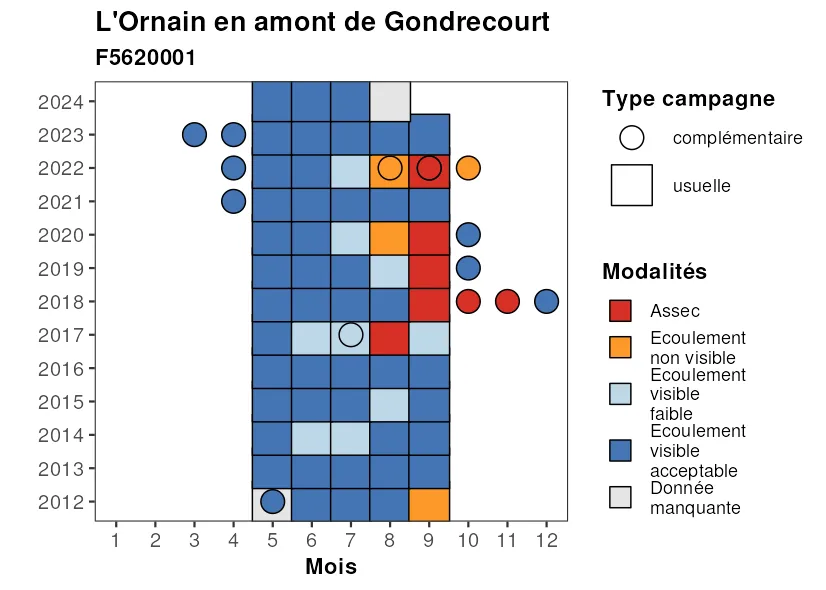 L'Ornain en amont de Gondrecourt
F5620001
2024
2023
2022
2021
2020
2019
2018
2017
2016
2015
2014
2013
2012
1 2 3 4 5 6 7 8 9 10 11 12
Mois
Type campagne
complémentaire
usuelle
Modalités
Assec
Ecoulement
non visible
Ecoulement
visible
faible
Ecoulement
visible
acceptable
Donnée
manquante